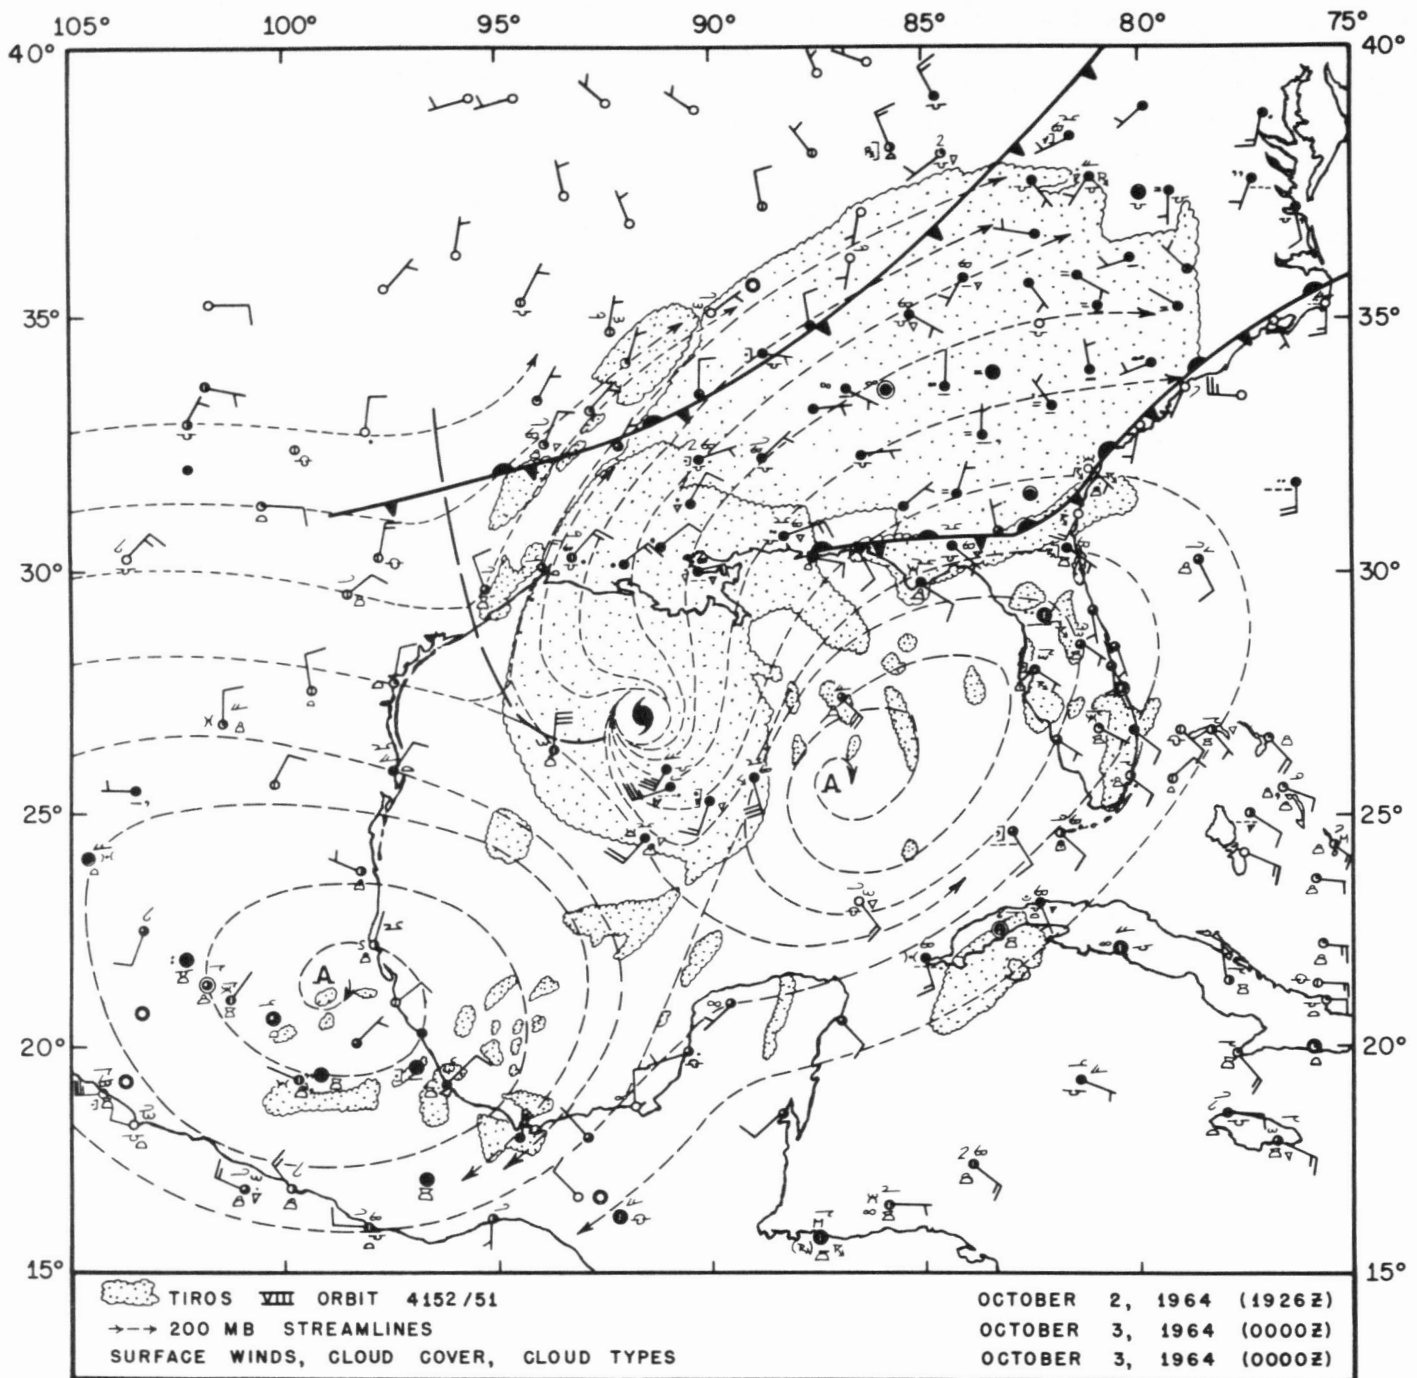 105° 100° 95° 90° 85° 80° 75°
40° 40°
35° 35°
30° 30°
A
25° 25°
A
20° 20°
15° 15°
TIROS VIII ORBIT 4152/51 OCTOBER 2, 1964 (1926Z)
200 MB STREAMLINES OCTOBER 3, 1964 (0000Z)
SURFACE WINDS, CLOUD COVER, CLOUD TYPES OCTOBER 3, 1964 (0000Z)